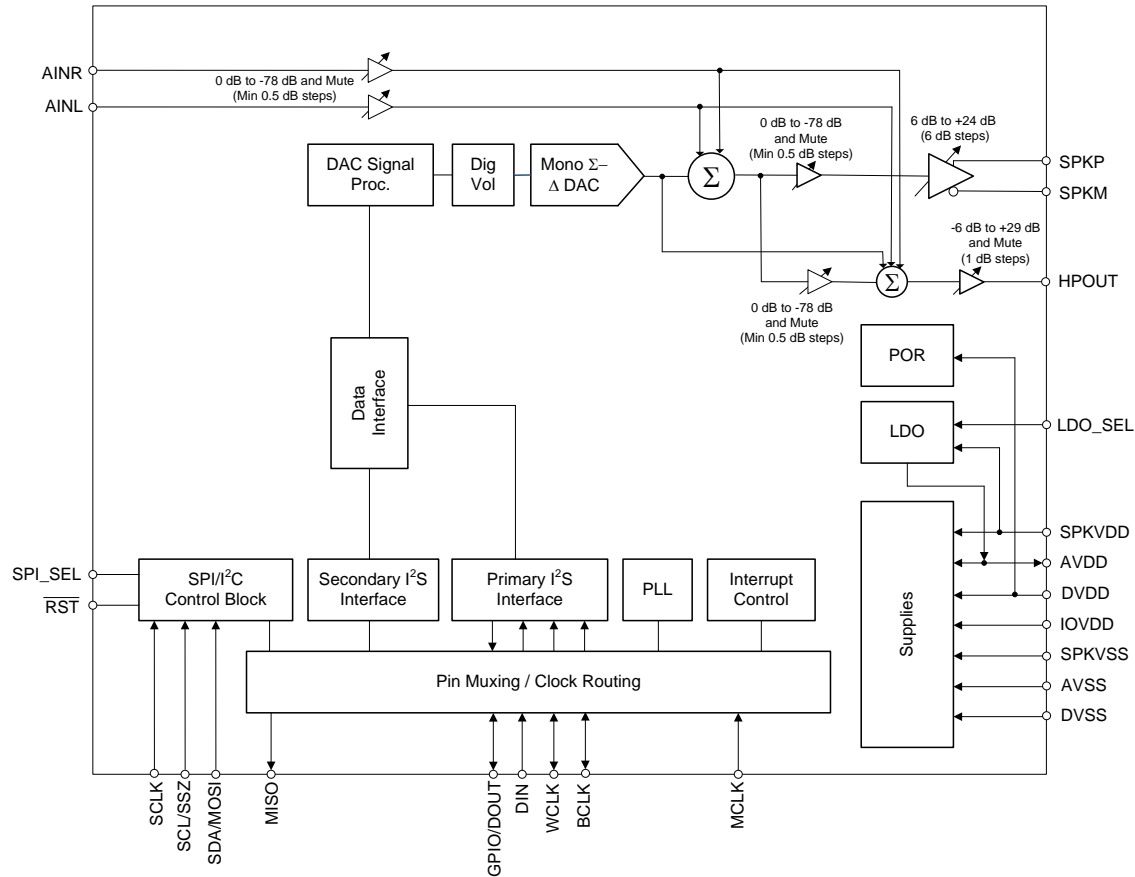 AINR
0 dB to -78 dB and Mute
(Min 0.5 dB steps)
AINL
0 dB to -78 dB
and Mute
(Min 0.5 dB steps)
6 dB to +24 dB
(6 dB steps)
DAC Signal
Proc.
Dig
Vol
Mono Σ–
Δ DAC
Σ
SPKP
SPKM
-6 dB to +29 dB
and Mute
(1 dB steps)
Σ
HPOUT
0 dB to -78 dB
and Mute
(Min 0.5 dB steps)
POR
Data
Interface
LDO
LDO_SEL
SPKVDD
AVDD
DVDD
IOVDD
SPKVSS
AVSS
DVSS
Supplies
SPI_SEL
RST
SPI/I²C
Control Block
Secondary I²S
Interface
Primary I²S
Interface
PLL
Interrupt
Control
Pin Muxing / Clock Routing
SCLK
SCL/SSZ
SDA/MOSI
MISO
GPIO/DOUT
DIN
WCLK
BCLK
MCLK